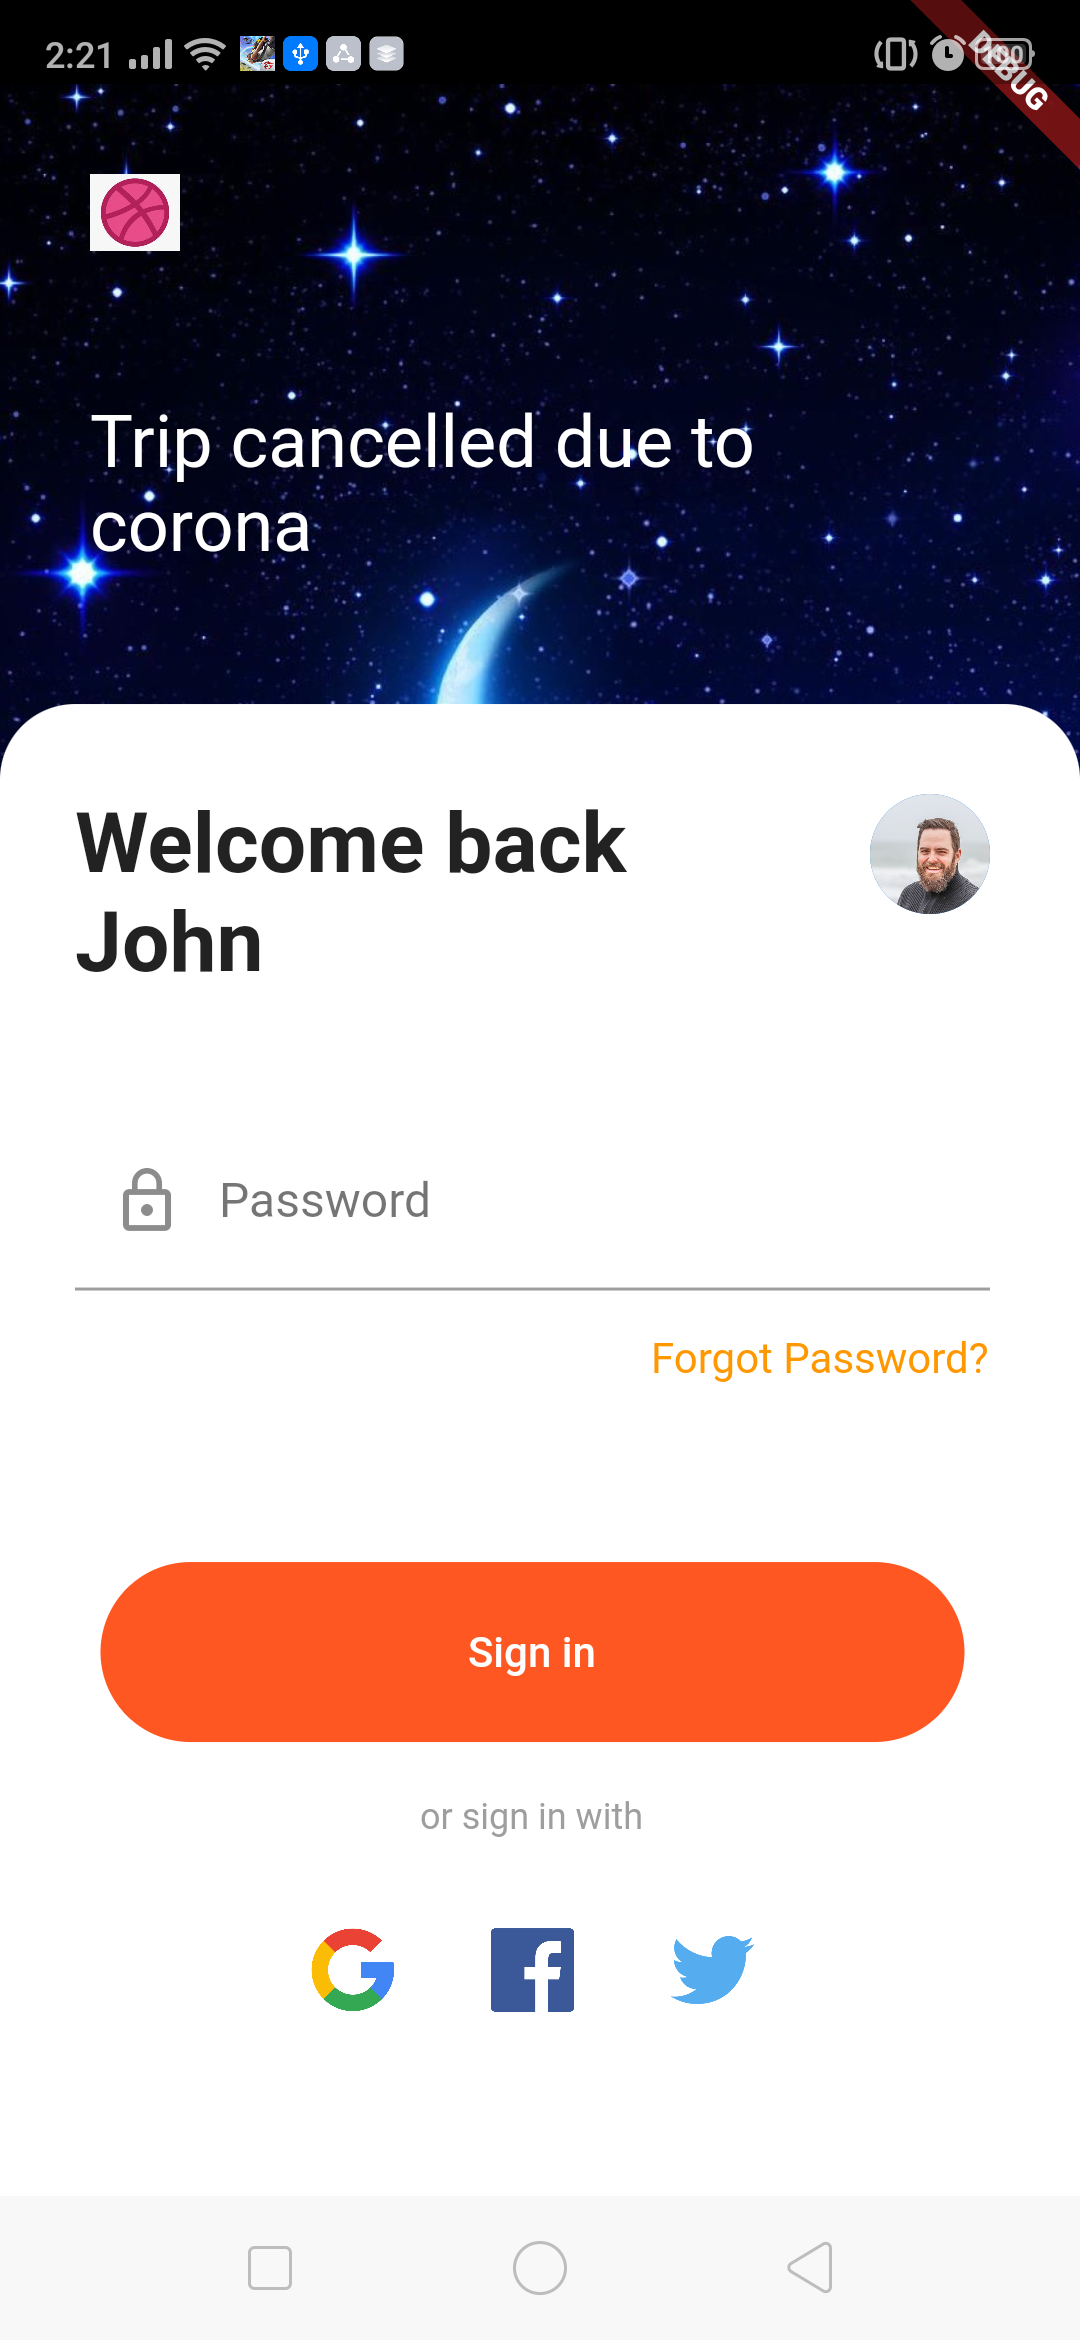 2:21
100
DEBUG
Trip cancelled due to
corona
Welcome back
John
Password
Forgot Password?
Sign in
or sign in with